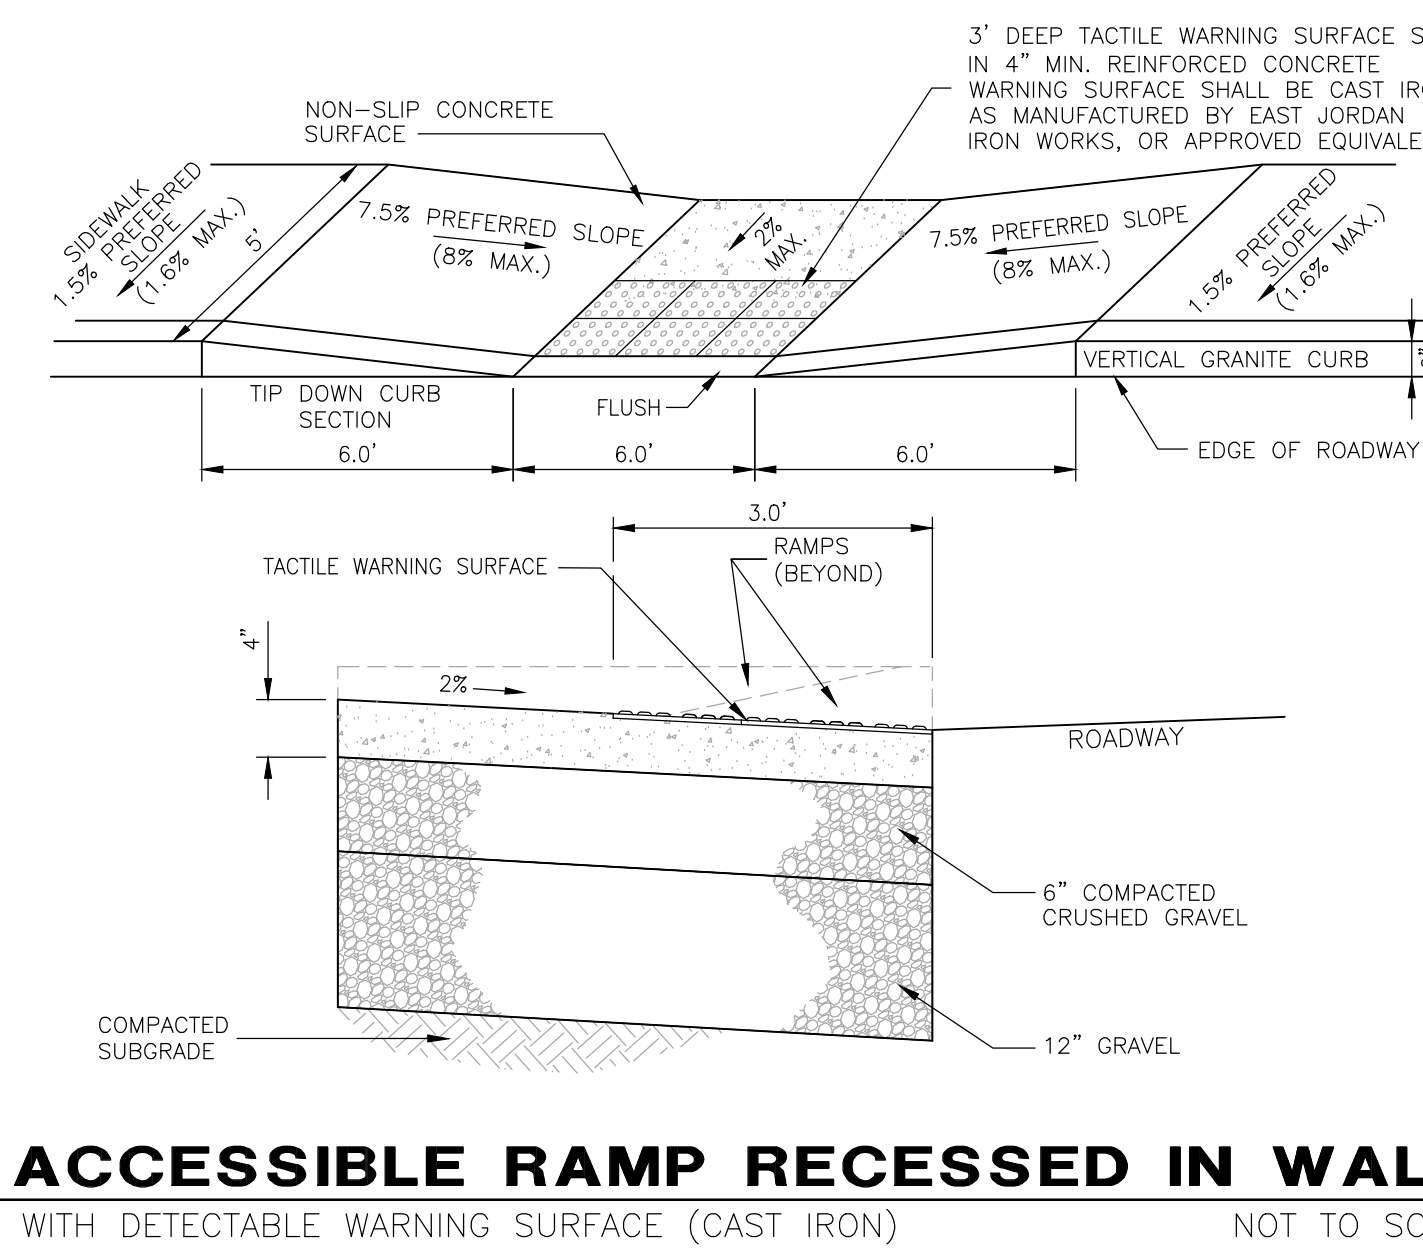 3' DEEP TACTILE WARNING SURFACE
IN 4" MIN. REINFORCED CONCRETE
WARNING SURFACE SHALL BE CAST
AS MANUFACTURED BY EAST JORDAN
IRON WORKS, OR APPROVED
NON-SLIP CONCRETE
SURFACE
SIDEWALK
1.5% PREFERRED
SLOPE
(1.6% MAX.)
5'
7.5% PREFERRED SLOPE
(8% MAX.)
2%
MAX.
7.5% PREFERRED SLOPE
(8% MAX.)
1.5% PREFERRED
SLOPE
(1.6% MAX.)
VERTICAL GRANITE CURB
TIP DOWN CURB
SECTION
FLUSH
EDGE OF ROADWAY
6.0'
6.0'
6.0'
3.0'
RAMPS
(BEYOND)
TACTILE WARNING SURFACE
4"
2%
ROADWAY
6" COMPACTED
CRUSHED GRAVEL
COMPACTED
SUBGRADE
12" GRAVEL
ACCESSIBLE RAMP RECESSED IN
WITH DETECTABLE WARNING SURFACE (CAST IRON)
NOT TO